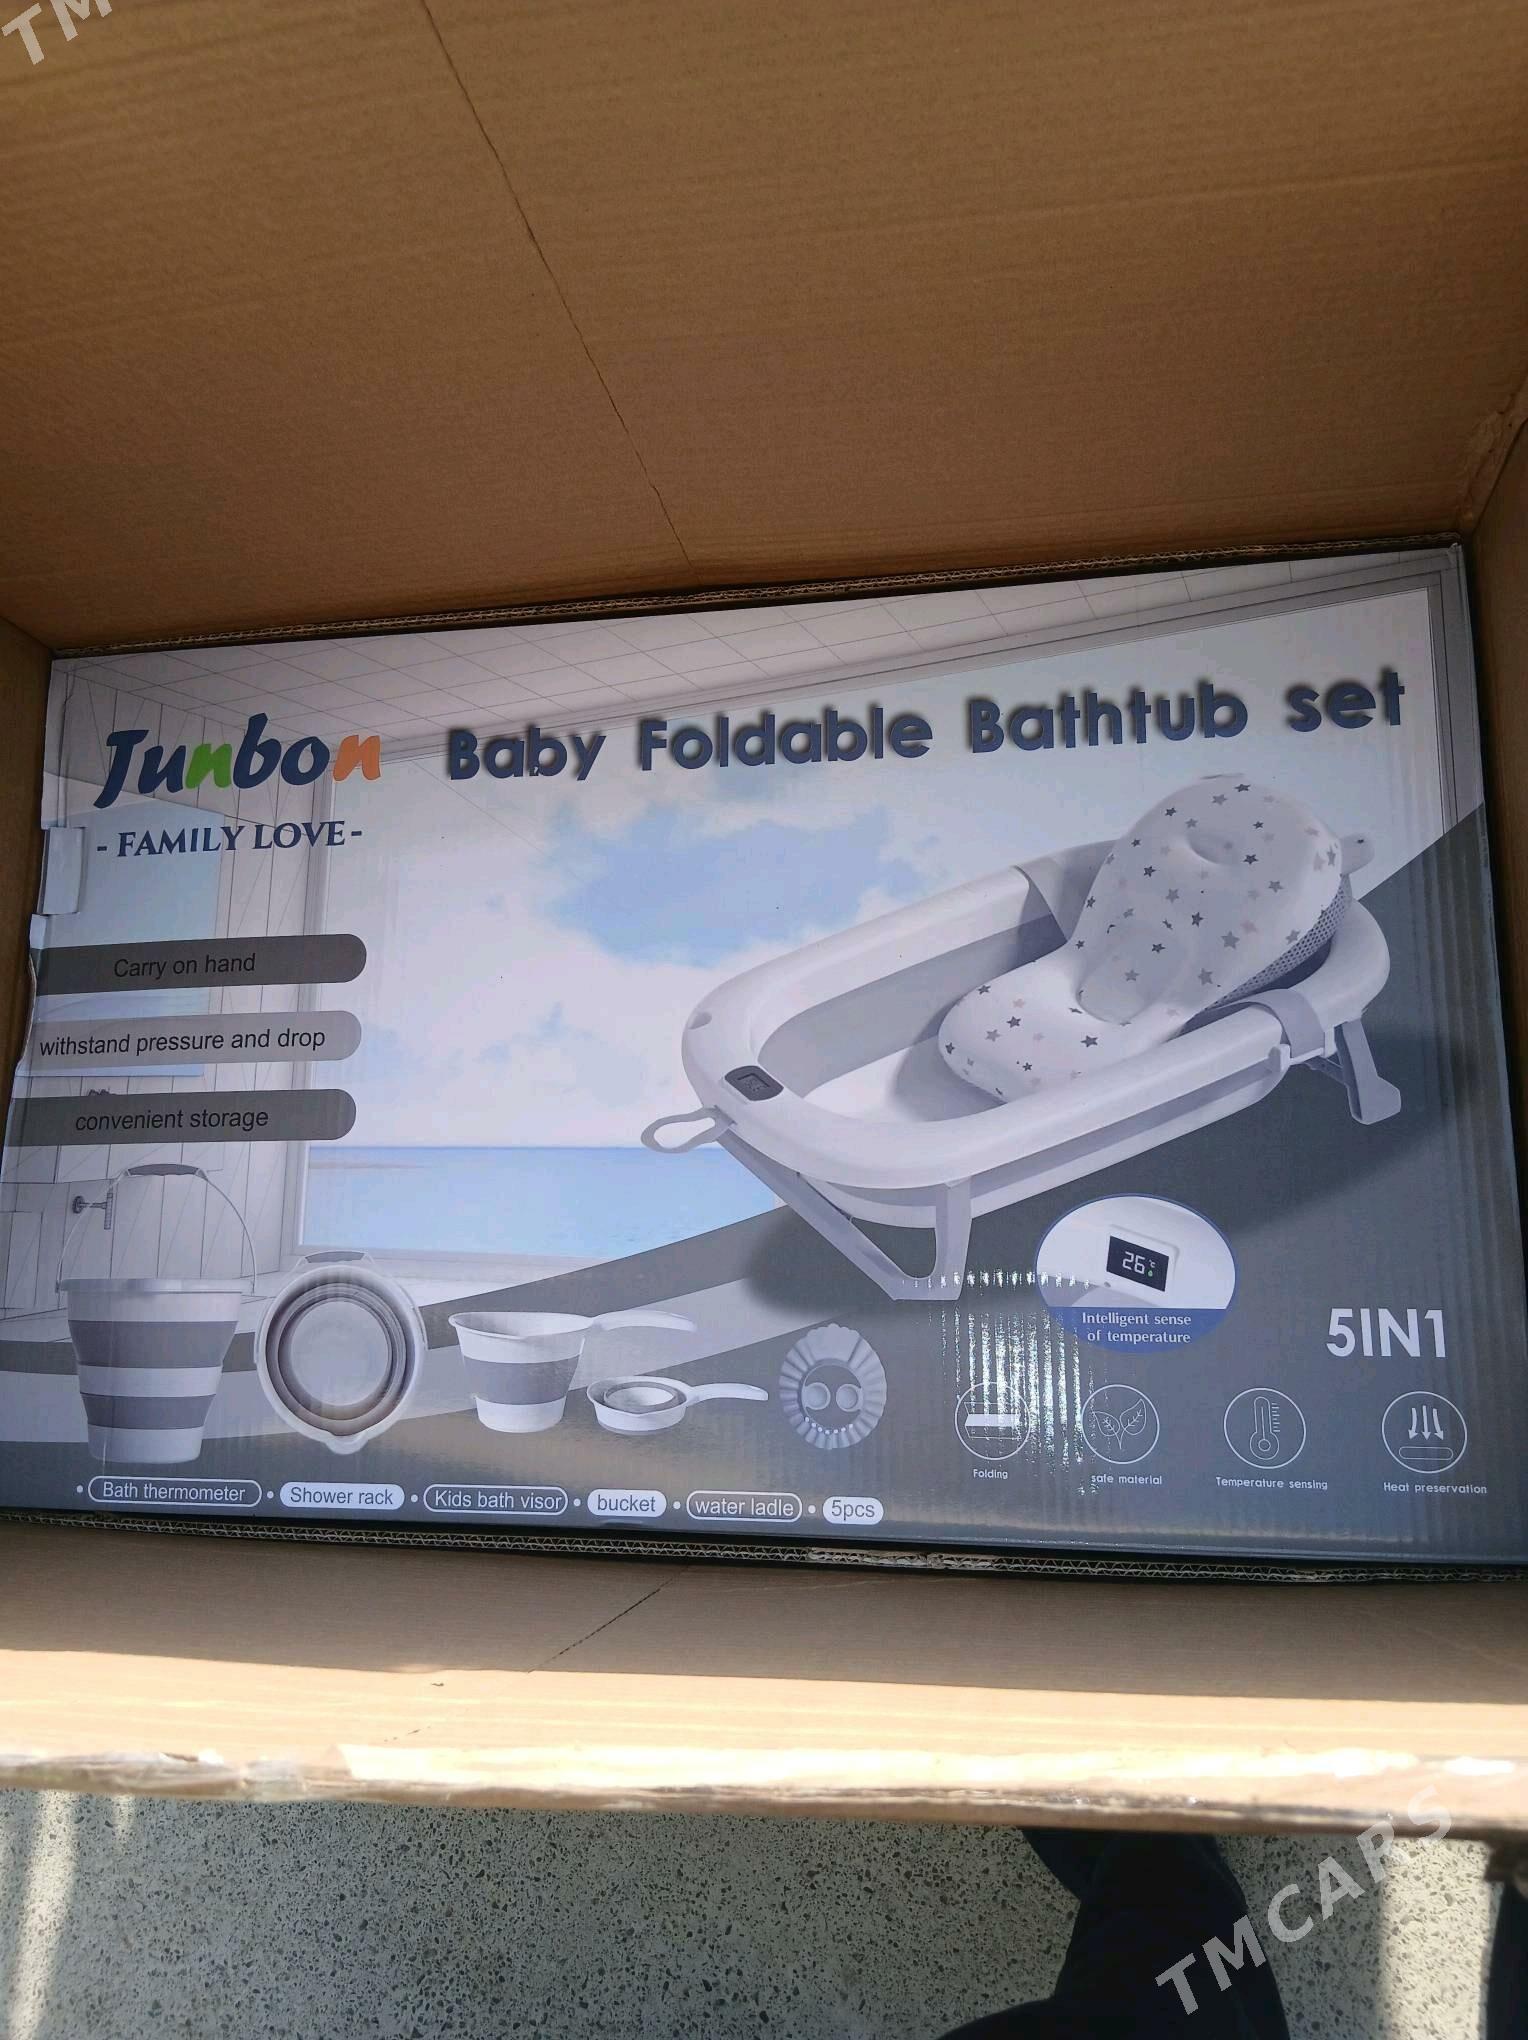 TM
Junbon
- FAMILY LOVE -
Baby Foldable Bathtub set
Carry on hand
withstand pressure and drop
convenient storage
26 °C
Intelligent sense
of temperature
5IN1
Folding
safe material
Temperature sensing
Heat preservation
• Bath thermometer • Shower rack • Kids bath visor • bucket • water ladle • 5pcs
TMCARS